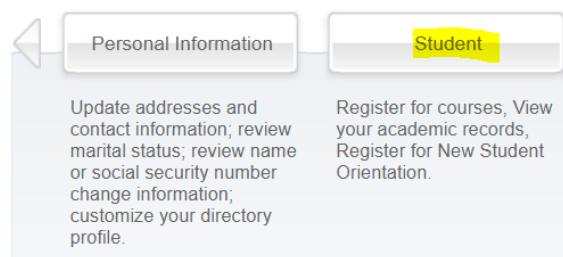 Personal Information
Update addresses and
contact information; review
marital status; review name
or social security number
change information;
customize your directory
profile.
Student
Register for courses, View
your academic records,
Register for New Student
Orientation.